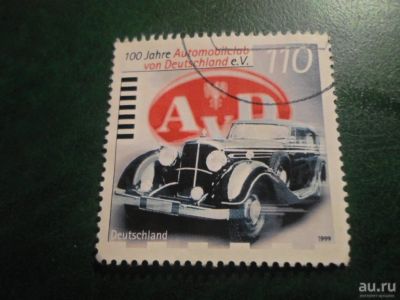 100 Jahre Automobilclub
von Deutschland e.V.
110
AvD
Deutschland
1999
au.ru